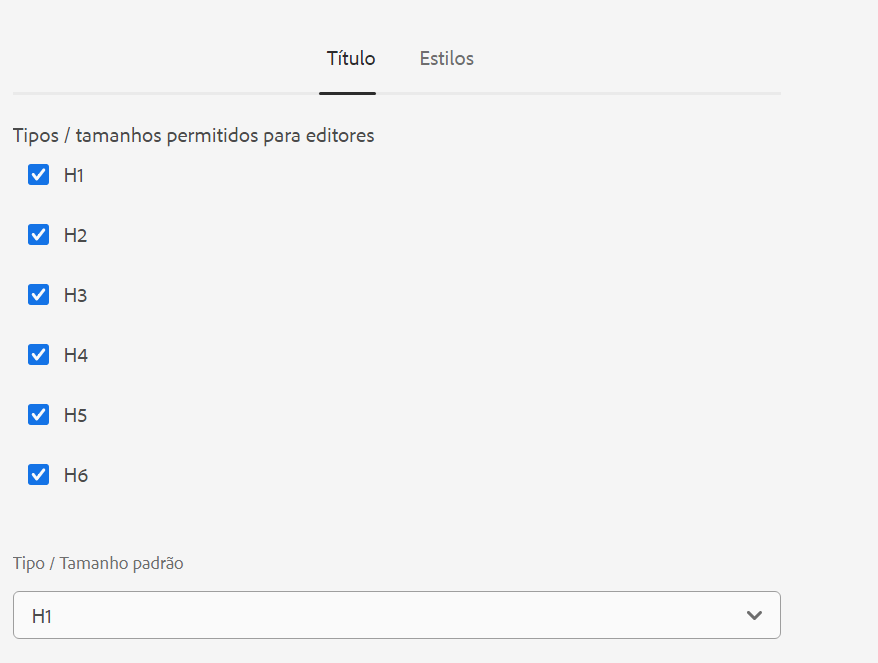 Título Estilos
Tipos / tamanhos permitidos para editores
H1
H2
H3
H4
H5
H6
Tipo / Tamanho padrão
H1